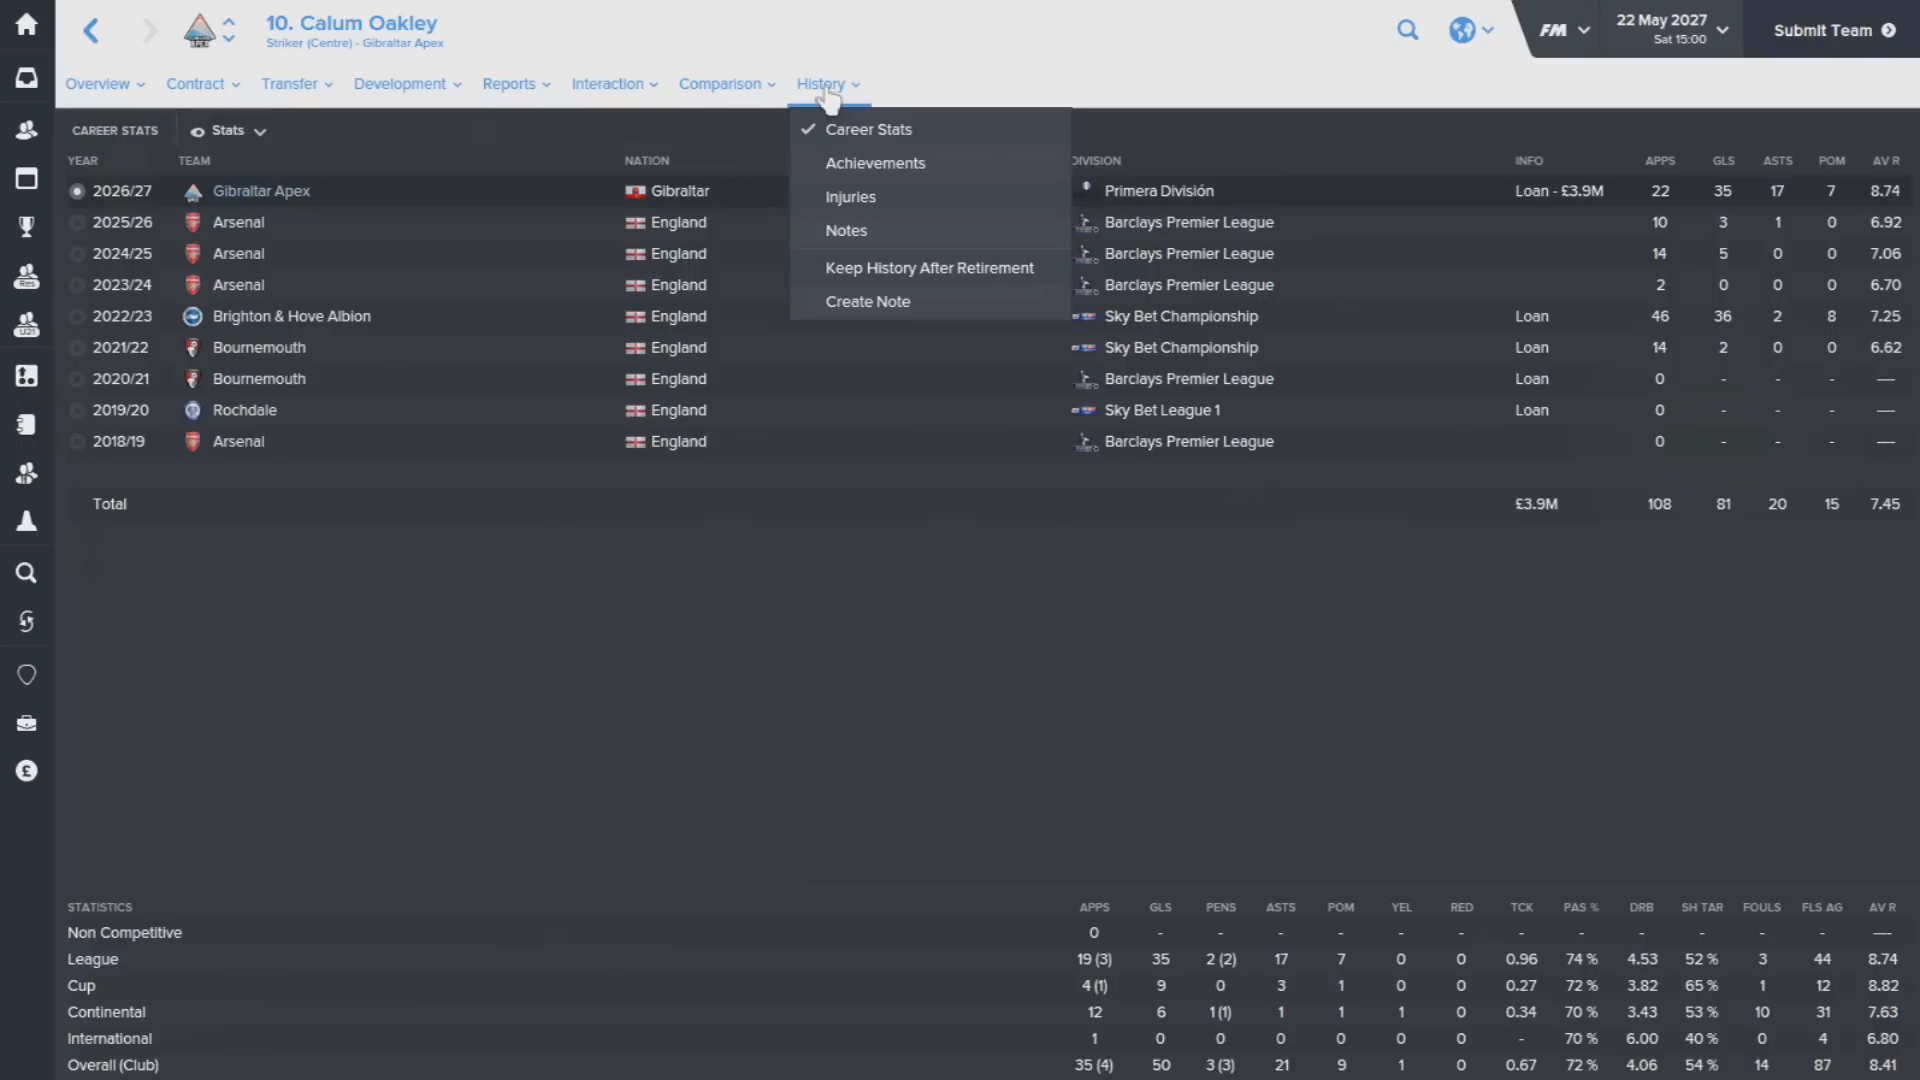 10. Calum Oakley
Striker (Centre) - Gibraltar Apex
FM
22 May 2027
Sat 15:00
Submit Team
Overview Contract Transfer Development Reports Interaction Comparison History
CAREER STATS Stats
Career Stats
Achievements
Injuries
Notes
Keep History After Retirement
Create Note
YEAR TEAM NATION DIVISION INFO APPS GLS ASTS POM AV R
2026/27 Gibraltar Apex Gibraltar Primera División Loan - £3.9M 22 35 17 7 8.74
2025/26 Arsenal England Barclays Premier League 10 3 1 0 6.92
2024/25 Arsenal England Barclays Premier League 14 5 0 0 7.06
2023/24 Arsenal England Barclays Premier League 2 0 0 0 6.70
2022/23 Brighton & Hove Albion England Sky Bet Championship Loan 46 36 2 8 7.25
2021/22 Bournemouth England Sky Bet Championship Loan 14 2 0 0 6.62
2020/21 Bournemouth England Barclays Premier League Loan 0 - - - ---
2019/20 Rochdale England Sky Bet League 1 Loan 0 - - - ---
2018/19 Arsenal England Barclays Premier League 0 - - - ---
Total £3.9M 108 81 20 15 7.45
Res
U21
STATISTICS APPS GLS PENS ASTS POM YEL RED TCK PAS % DRB SH TAR FOULS FLS AG AV R
Non Competitive 0 - - - - - - - - - - - - ---
League 19 (3) 35 2 (2) 17 7 0 0 0.96 74 % 4.53 52 % 3 44 8.74
Cup 4 (1) 9 0 3 1 0 0 0.27 72 % 3.82 65 % 1 12 8.82
Continental 12 6 1 (1) 1 1 1 0 0.34 70 % 3.43 53 % 10 31 7.63
International 1 0 0 0 0 0 0 - 70 % 6.00 40 % 0 4 6.80
Overall (Club) 35 (4) 50 3 (3) 21 9 1 0 0.67 72 % 4.06 54 % 14 87 8.41